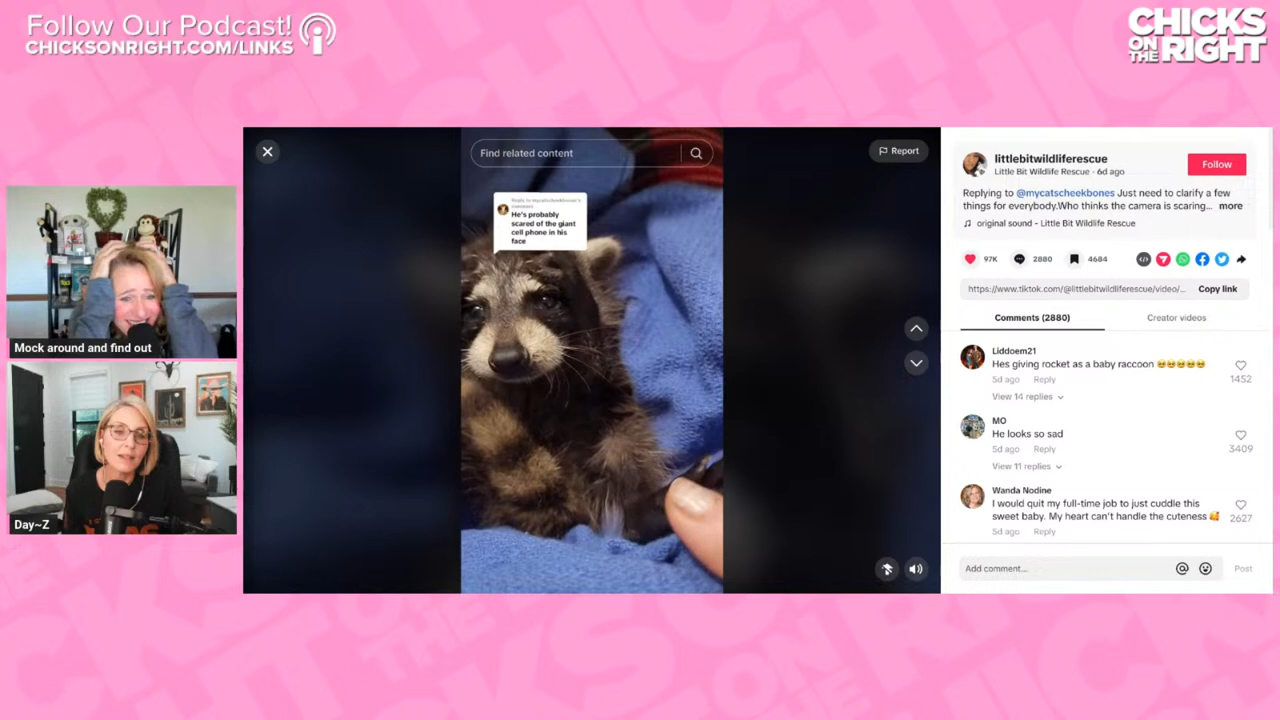 Follow Our Podcast!
CHICKSONRIGHT.COM/LINKS
CHICKS
ON THE RIGHT
Mock around and find out
Day~Z
Find related content
Report
Reply to mycatscheekbones's
comment
He's probably
scared of the giant
cell phone in his
face
littlebitwildliferescue
Little Bit Wildlife Rescue · 6d ago
Follow
Replying to @mycatscheekbones Just need to clarify a few
things for everybody.Who thinks the camera is scaring... more
original sound - Little Bit Wildlife Rescue
97K
2880
4684
https://www.tiktok.com/@littlebitwildliferescue/video/...
Copy link
Comments (2880)
Creator videos
Liddoem21
Hes giving rocket as a baby raccoon 🥹🥹🥹🥹🥹
5d ago Reply
1452
View 14 replies
MO
He looks so sad
5d ago Reply
3409
View 11 replies
Wanda Nodine
I would quit my full-time job to just cuddle this
sweet baby. My heart can't handle the cuteness 🥰
2627
5d ago Reply
Add comment...
Post